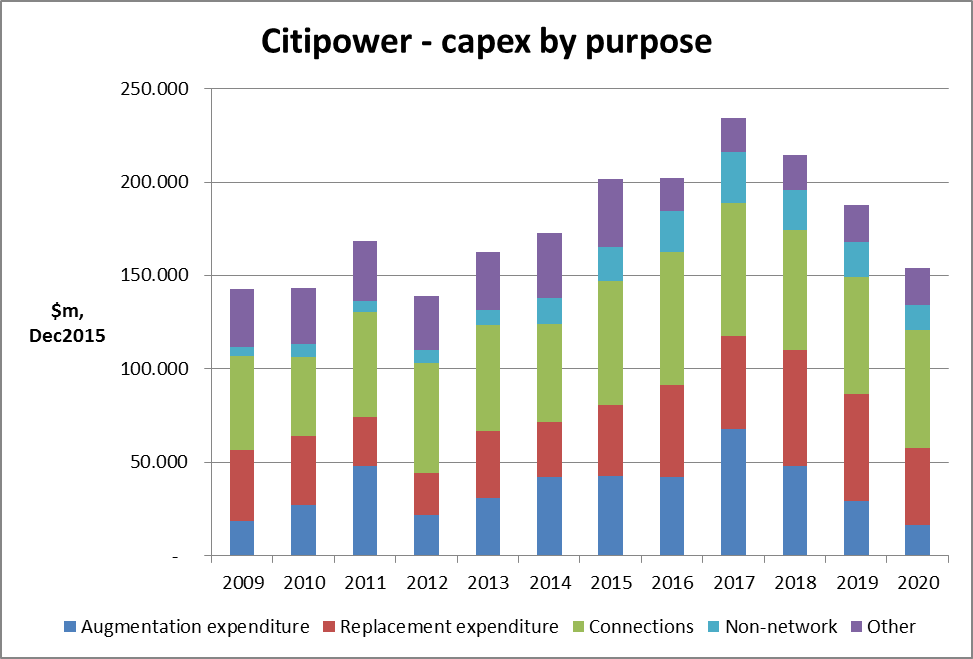 Citipower - capex by purpose
250.000
200.000
150.000
$m,
Dec2015
100.000
50.000
-
2009 2010 2011 2012 2013 2014 2015 2016 2017 2018 2019 2020
Augmentation expenditure Replacement expenditure Connections Non-network Other